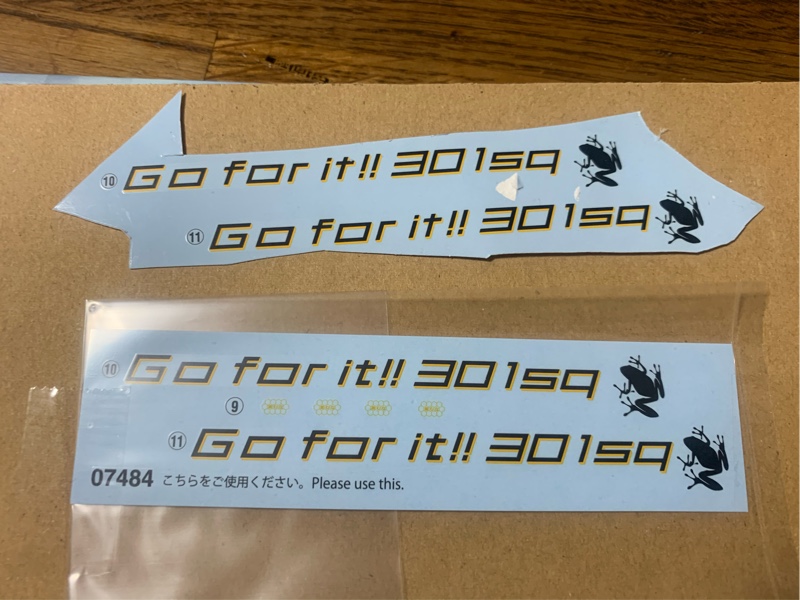 ⑩ Go for it!! 301sq
⑪ Go for it!! 301sq
⑩ Go for it!! 301sq
⑨
⑪ Go for it!! 301sq
07484 こちらをご使用ください。Please use this.